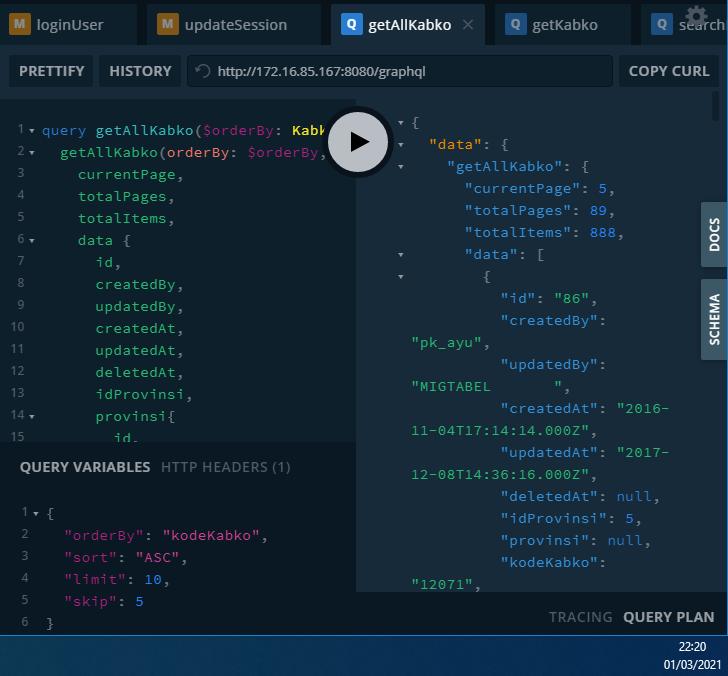 M loginUser M updateSession Q getAllKabko Q getKabko Q search
PRETTIFY HISTORY http://172.16.85.167:8080/graphql COPY CURL
1 query getAllKabko($orderBy: Kabk
2 getAllKabko(orderBy: $orderBy,
3 currentPage,
4 totalPages,
5 totalItems,
6 data {
7 id,
8 createdBy,
9 updatedBy,
10 createdAt,
11 updatedAt,
12 deletedAt,
13 idProvinsi,
14 provinsi{
15 id,
QUERY VARIABLES HTTP HEADERS (1)
1 {
2 "orderBy": "kodeKabko",
3 "sort": "ASC",
4 "limit": 10,
5 "skip": 5
6 }
{
"data": {
"getAllKabko": {
"currentPage": 5,
"totalPages": 89,
"totalItems": 888,
"data": [
{
"id": "86",
"createdBy":
"pk_ayu",
"updatedBy":
"MIGTABEL       ",
"createdAt": "2016-
11-04T17:14:14.000Z",
"updatedAt": "2017-
12-08T14:36:16.000Z",
"deletedAt": null,
"idProvinsi": 5,
"provinsi": null,
"kodeKabko":
"12071",
DOCS
SCHEMA
TRACING QUERY PLAN
22:20
01/03/2021